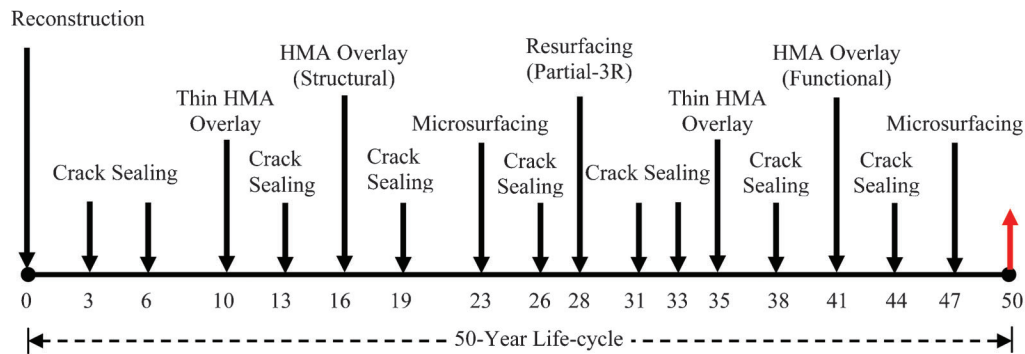 Reconstruction
HMA Overlay
(Structural)
Resurfacing
(Partial-3R)
HMA Overlay
(Functional)
Thin HMA
Overlay
Microsurfacing
Thin HMA
Overlay
Microsurfacing
Crack Sealing
Crack
Sealing
Crack
Sealing
Crack
Sealing
Crack Sealing
Crack
Sealing
Crack
Sealing
0 3 6 10 13 16 19 23 26 28 31 33 35 38 41 44 47 50
50-Year Life-cycle